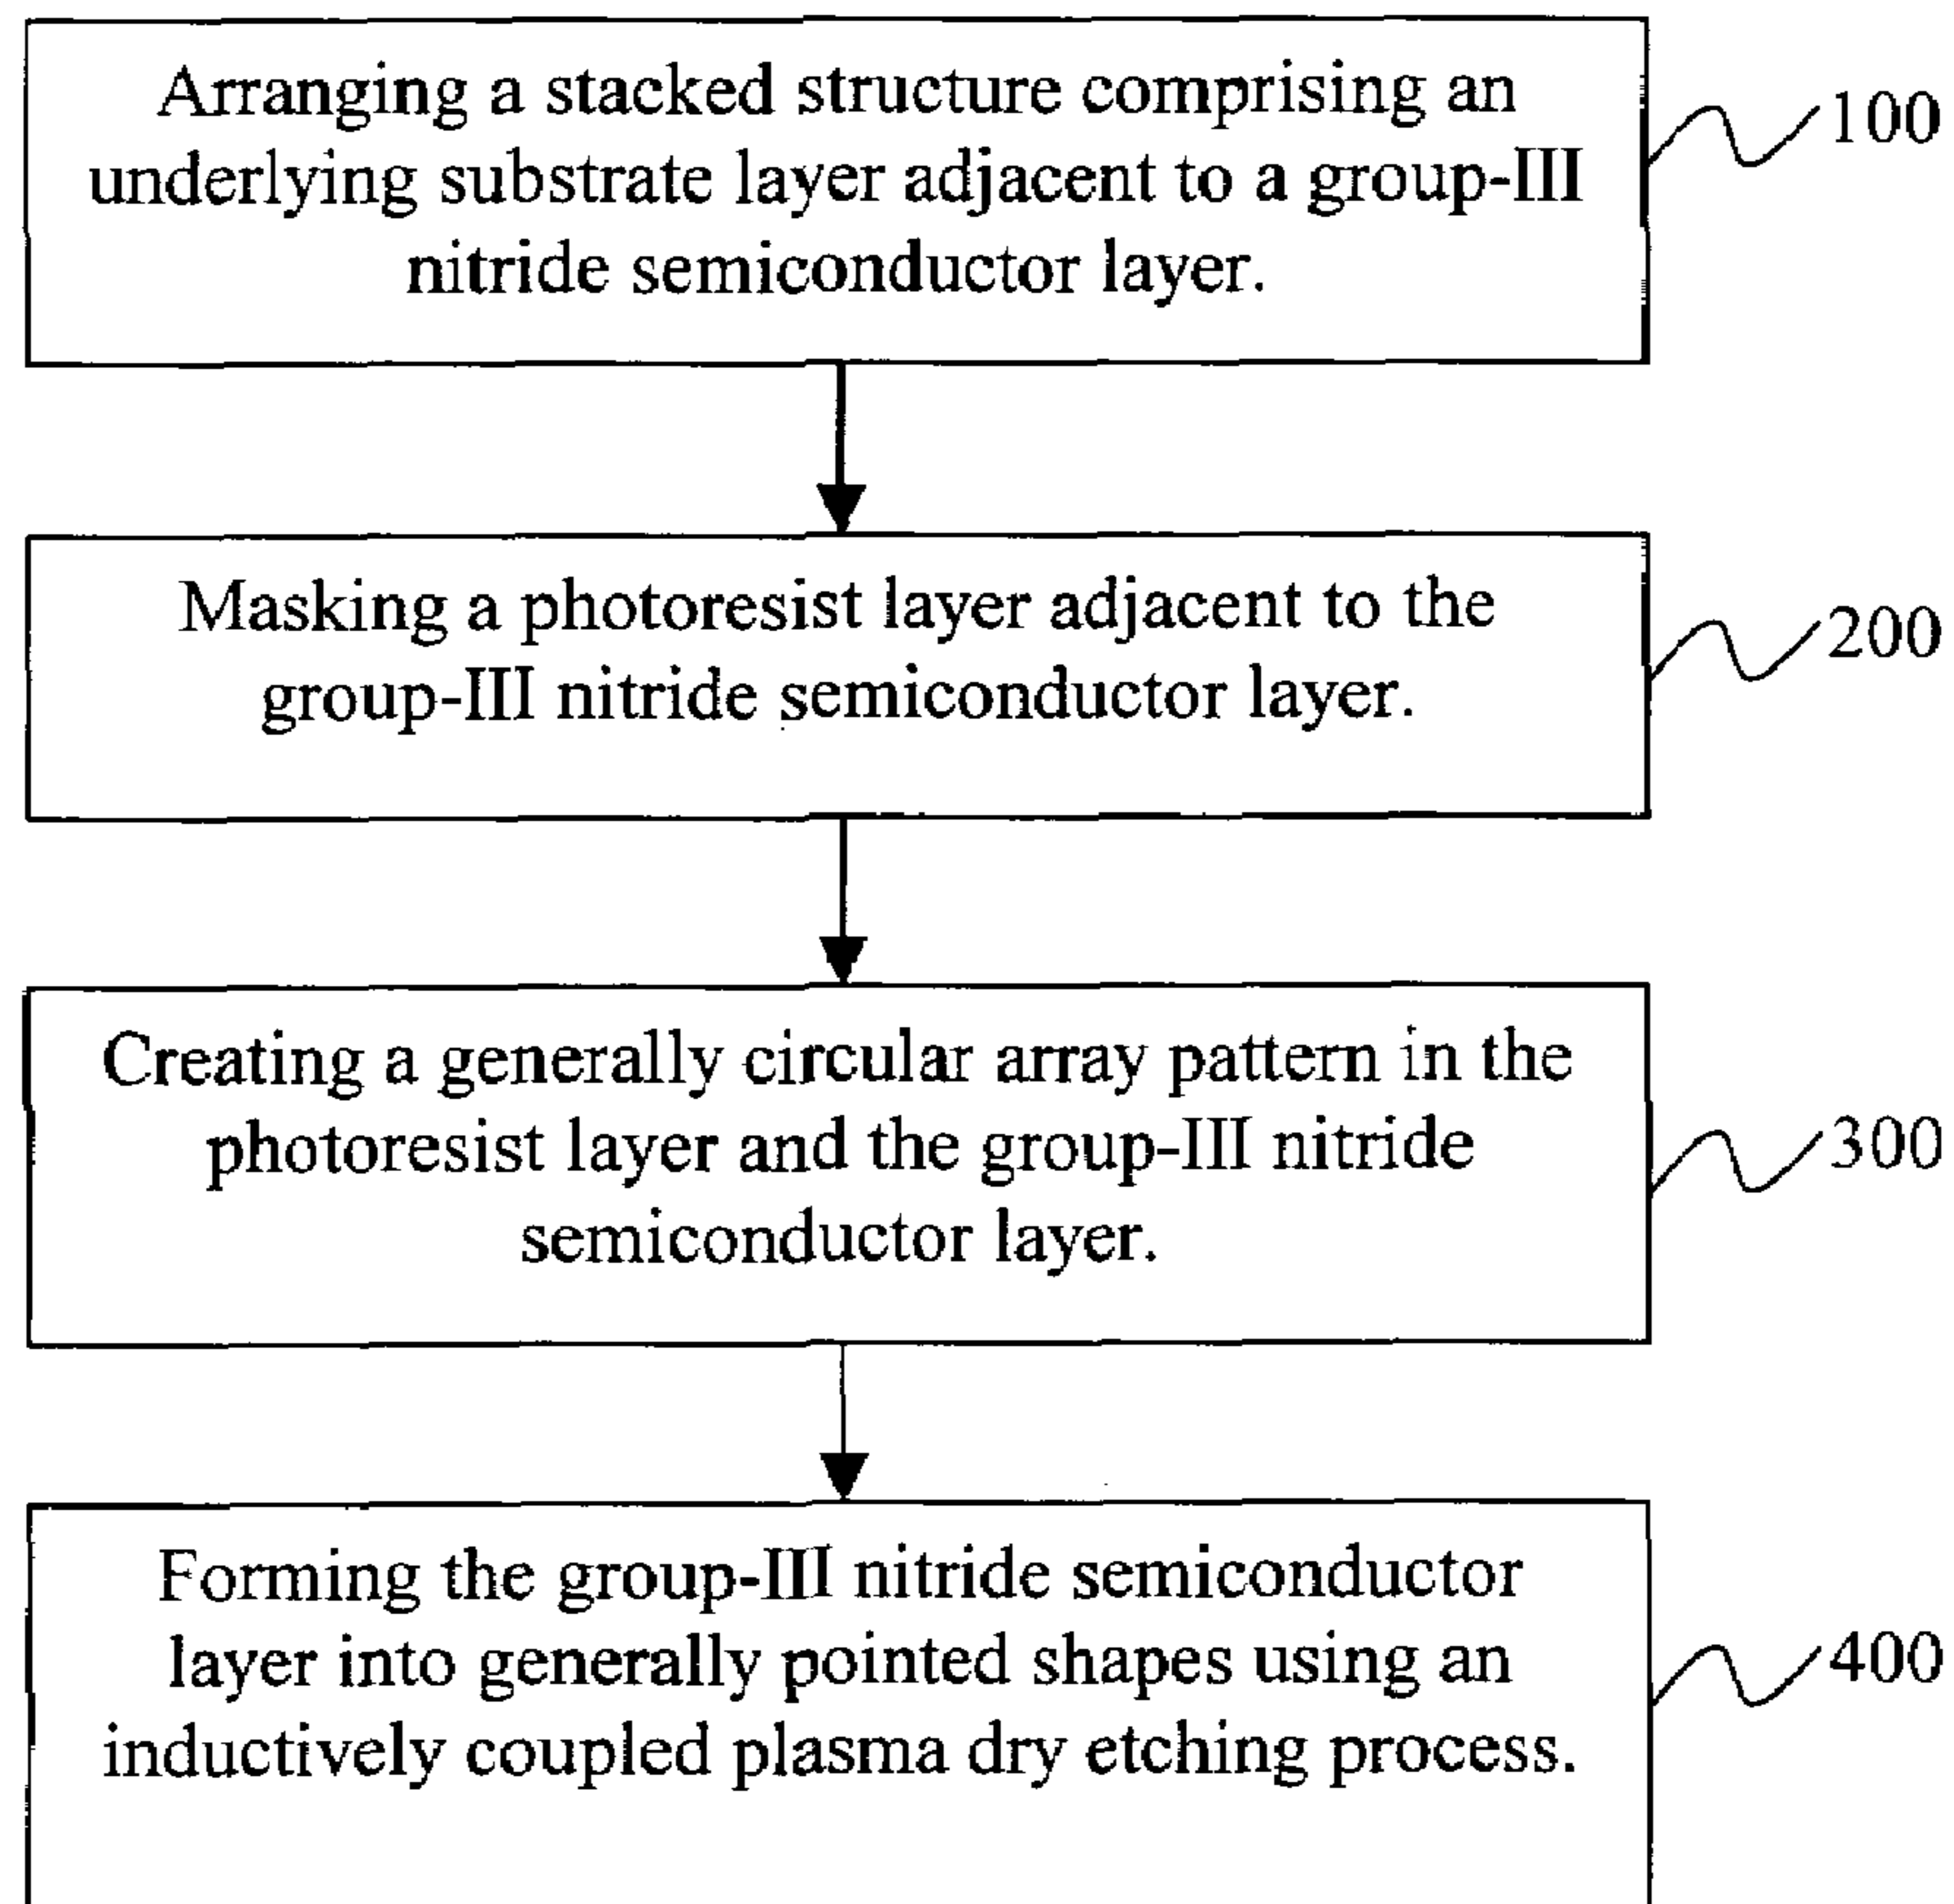 Arranging a stacked structure comprising an
underlying substrate layer adjacent to a group-III
nitride semiconductor layer.
100
Masking a photoresist layer adjacent to the
group-III nitride semiconductor layer.
200
Creating a generally circular array pattern in the
photoresist layer and the group-III nitride
semiconductor layer.
300
Forming the group-III nitride semiconductor
layer into generally pointed shapes using an
inductively coupled plasma dry etching process.
400